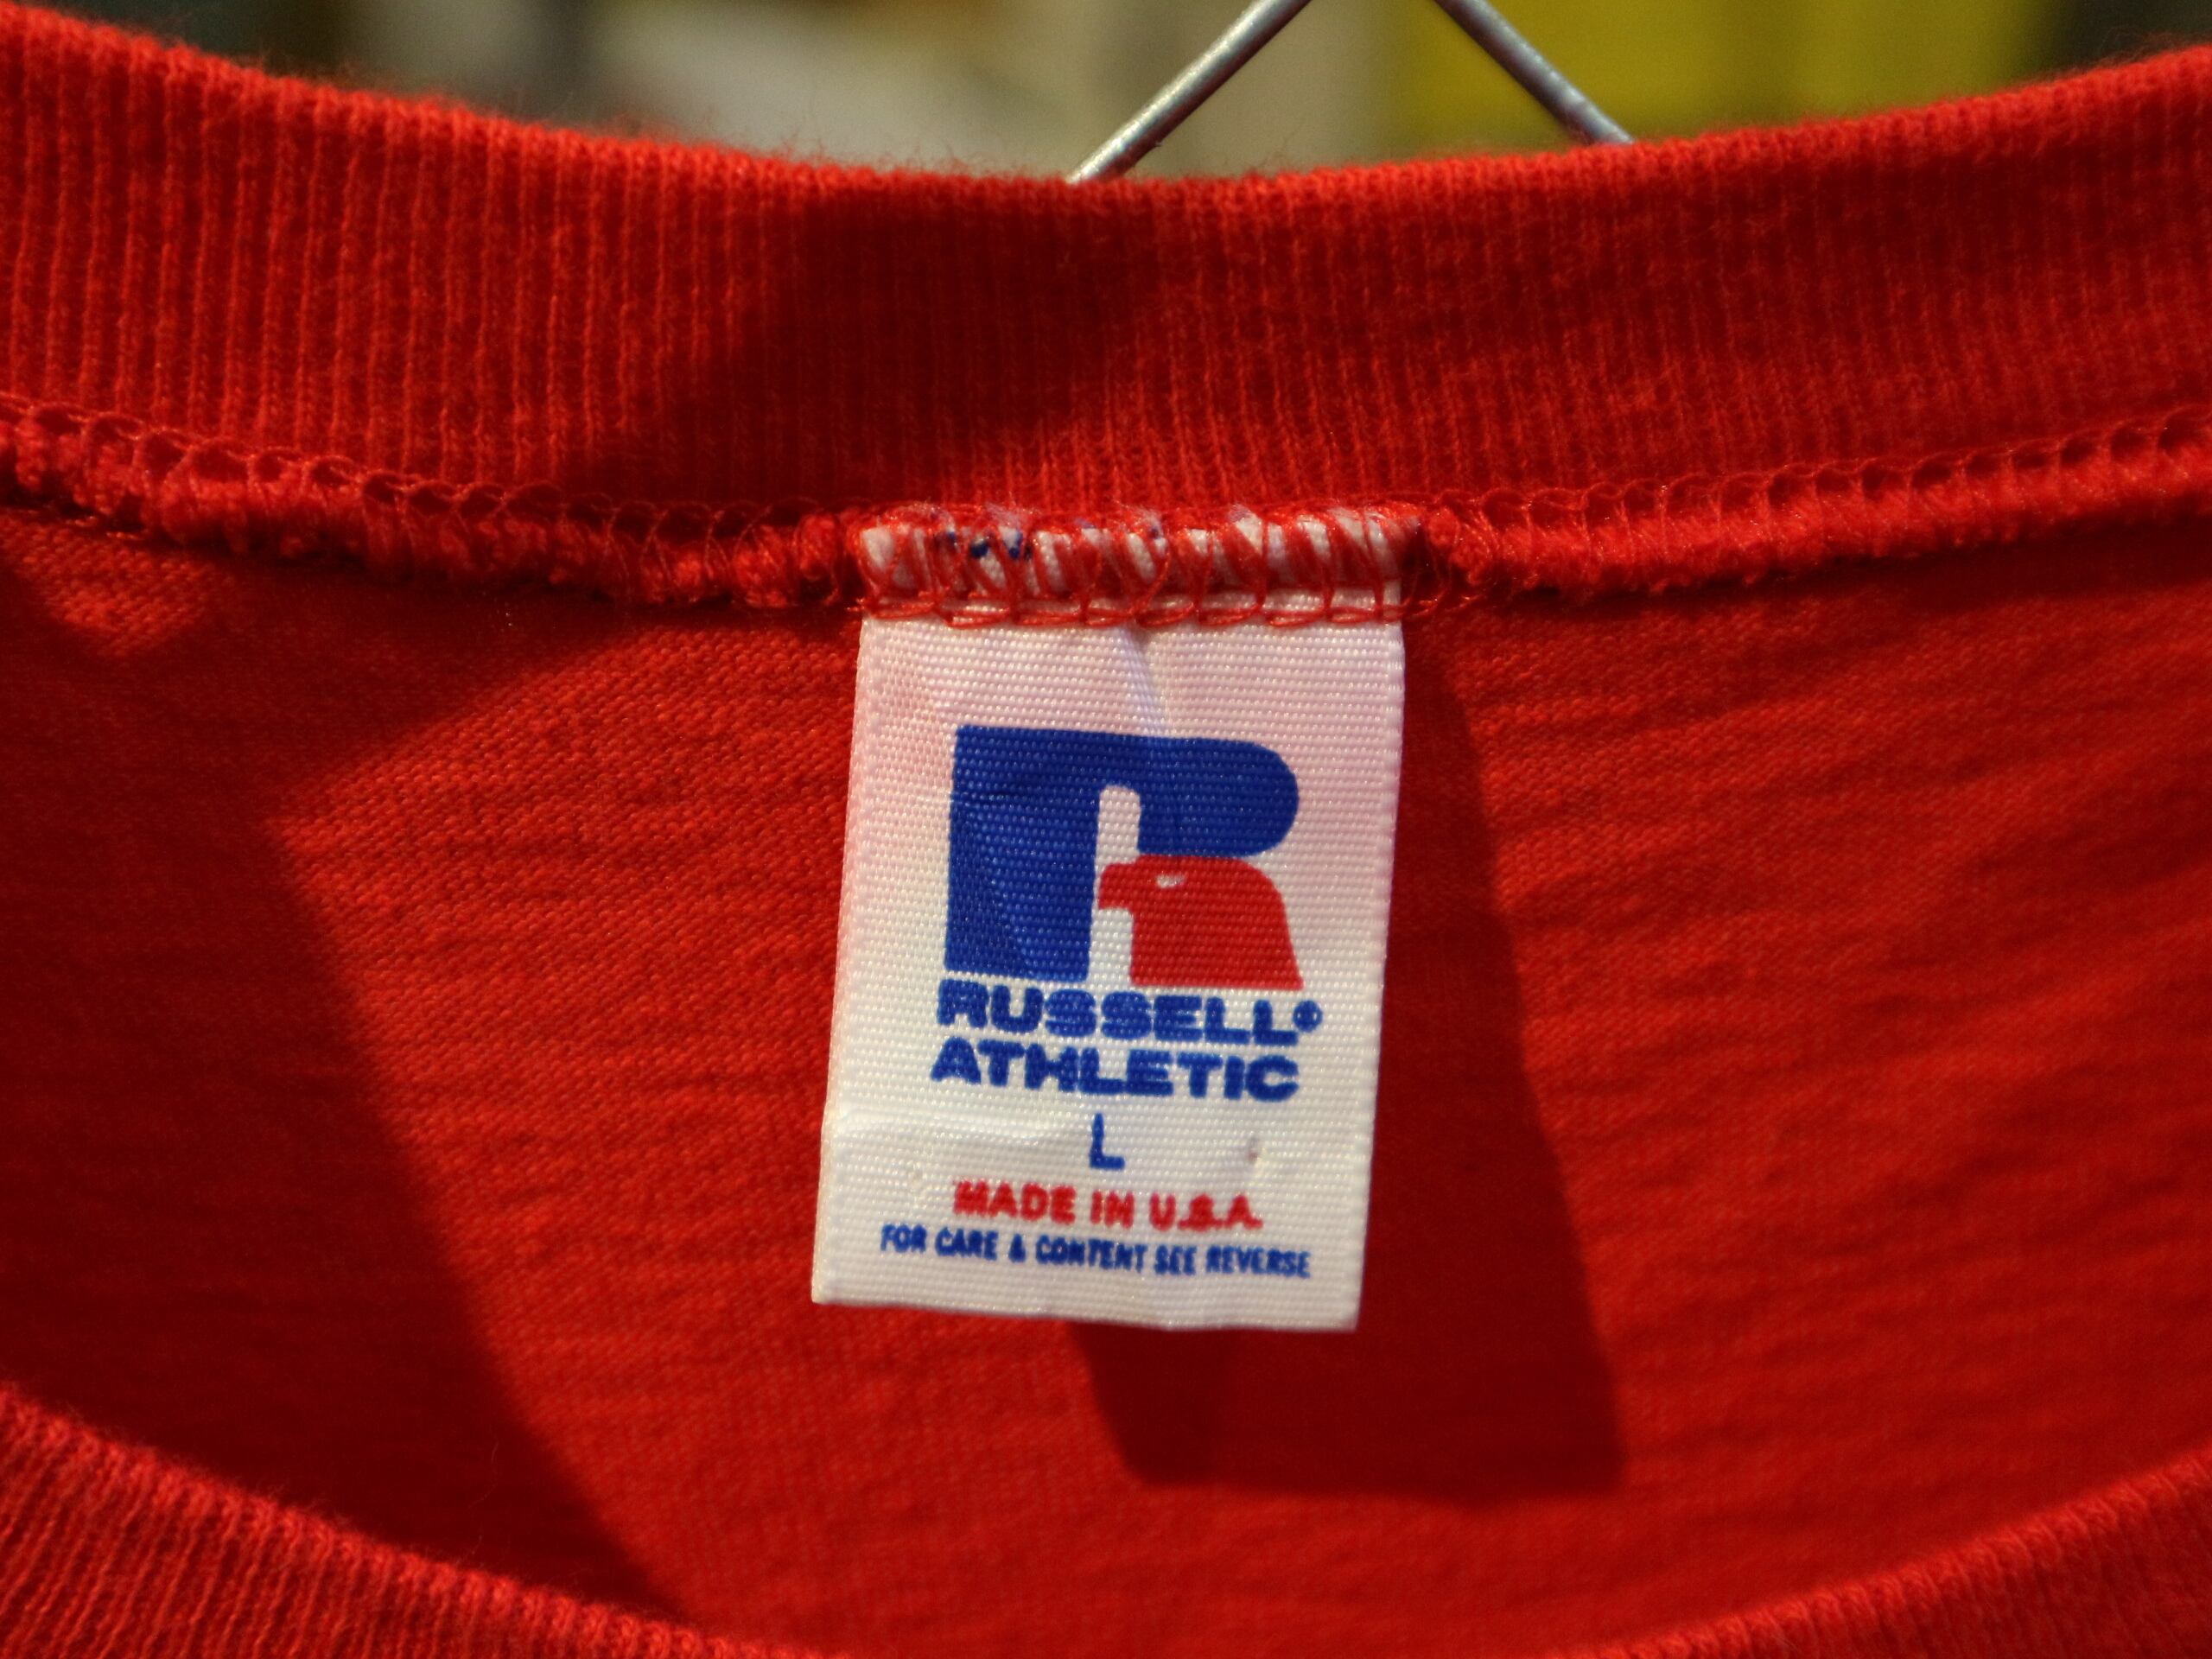 R
RUSSELL®
ATHLETIC
L
MADE IN U.S.A.
FOR CARE & CONTENT SEE REVERSE